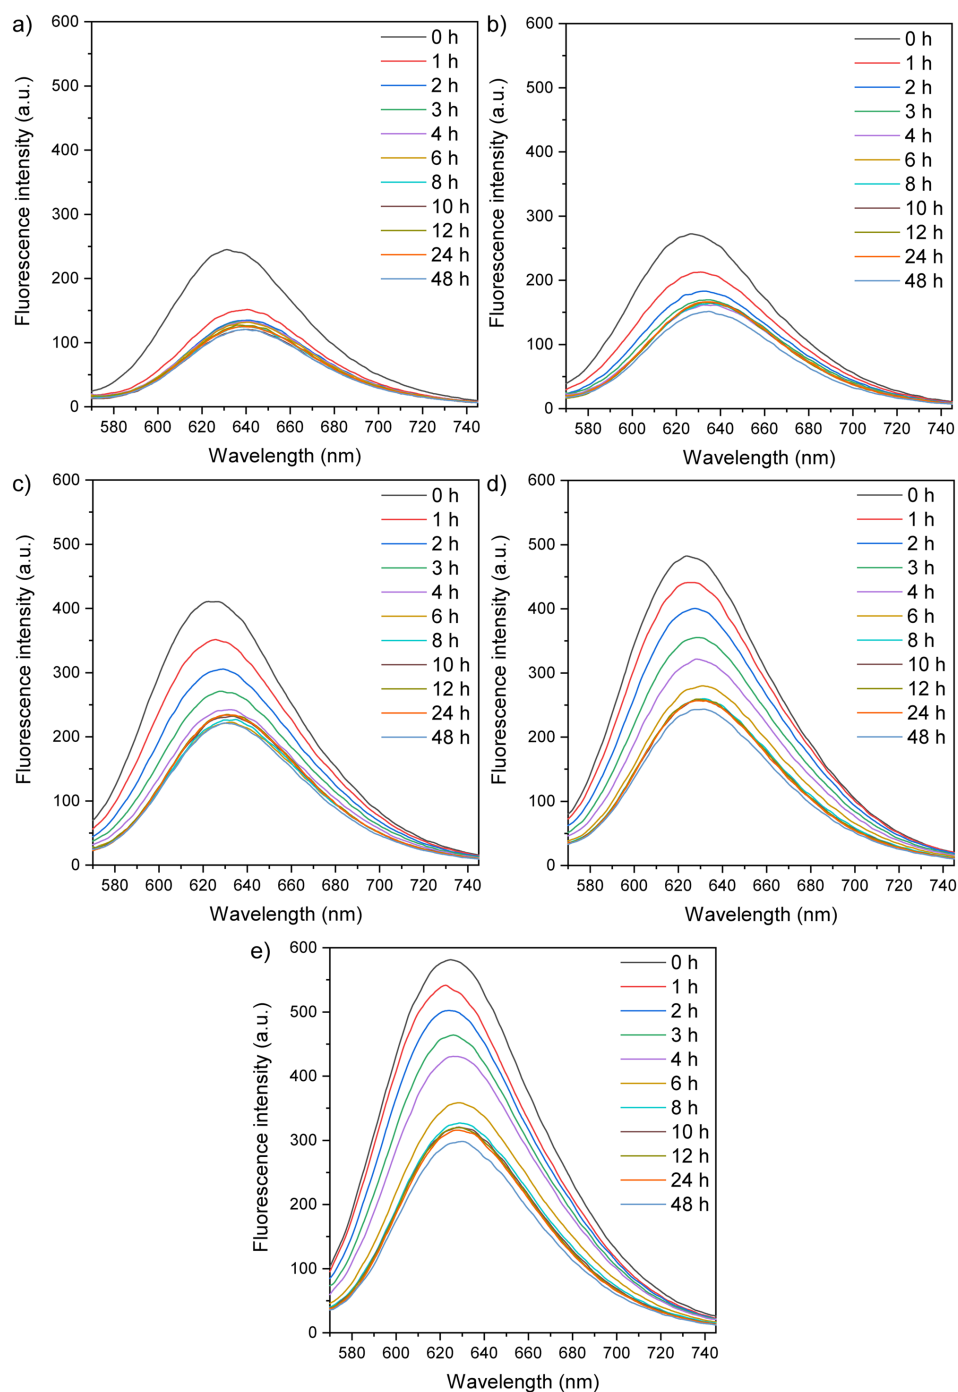 a)
Fluorescence intensity (a.u.)
600
500
400
300
200
100
0
0 h
1 h
2 h
3 h
4 h
6 h
8 h
10 h
12 h
24 h
48 h
580 600 620 640 660 680 700 720 740
Wavelength (nm)
b)
Fluorescence intensity (a.u.)
600
500
400
300
200
100
0
0 h
1 h
2 h
3 h
4 h
6 h
8 h
10 h
12 h
24 h
48 h
580 600 620 640 660 680 700 720 740
Wavelength (nm)
c)
Fluorescence intensity (a.u.)
600
500
400
300
200
100
0
0 h
1 h
2 h
3 h
4 h
6 h
8 h
10 h
12 h
24 h
48 h
580 600 620 640 660 680 700 720 740
Wavelength (nm)
d)
Fluorescence intensity (a.u.)
600
500
400
300
200
100
0
0 h
1 h
2 h
3 h
4 h
6 h
8 h
10 h
12 h
24 h
48 h
580 600 620 640 660 680 700 720 740
Wavelength (nm)
e)
Fluorescence intensity (a.u.)
600
500
400
300
200
100
0
0 h
1 h
2 h
3 h
4 h
6 h
8 h
10 h
12 h
24 h
48 h
580 600 620 640 660 680 700 720 740
Wavelength (nm)